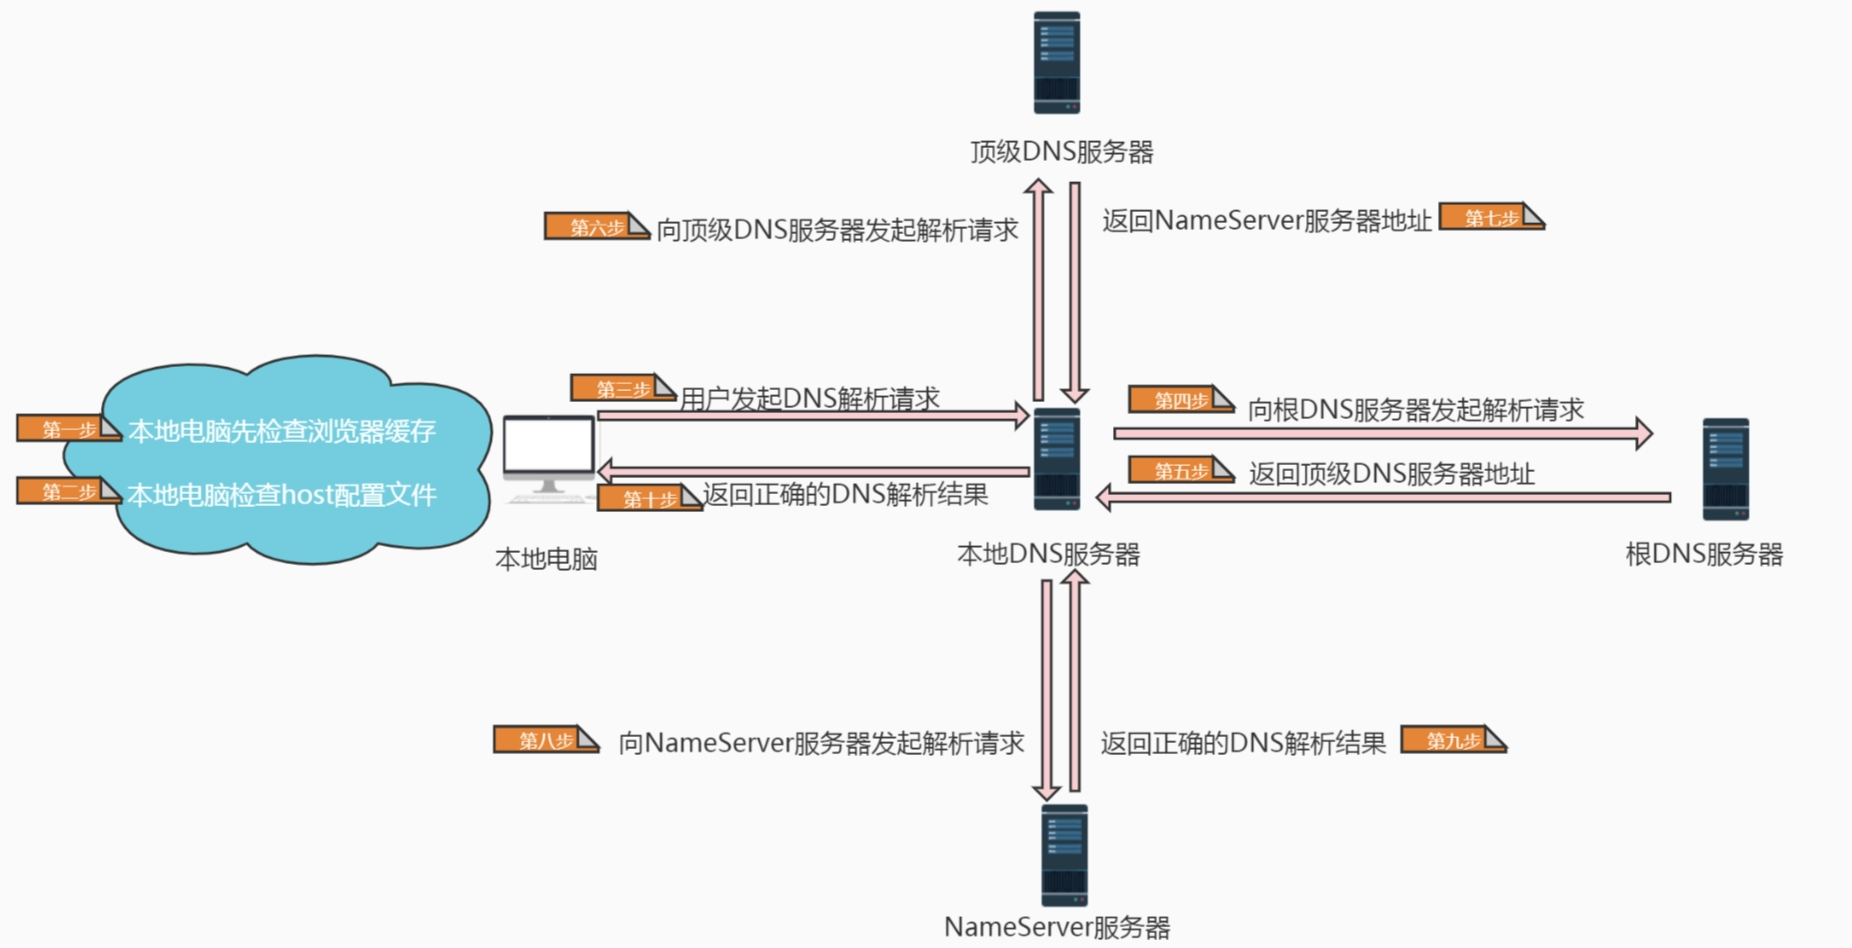 顶级DNS服务器
第六步 向顶级DNS服务器发起解析请求
返回NameServer服务器地址 第七步
第一步 本地电脑先检查浏览器缓存
第二步 本地电脑检查host配置文件
第三步 用户发起DNS解析请求
第十步 返回正确的DNS解析结果
本地电脑
第四步 向根DNS服务器发起解析请求
第五步 返回顶级DNS服务器地址
本地DNS服务器
根DNS服务器
第八步 向NameServer服务器发起解析请求
返回正确的DNS解析结果 第九步
NameServer服务器